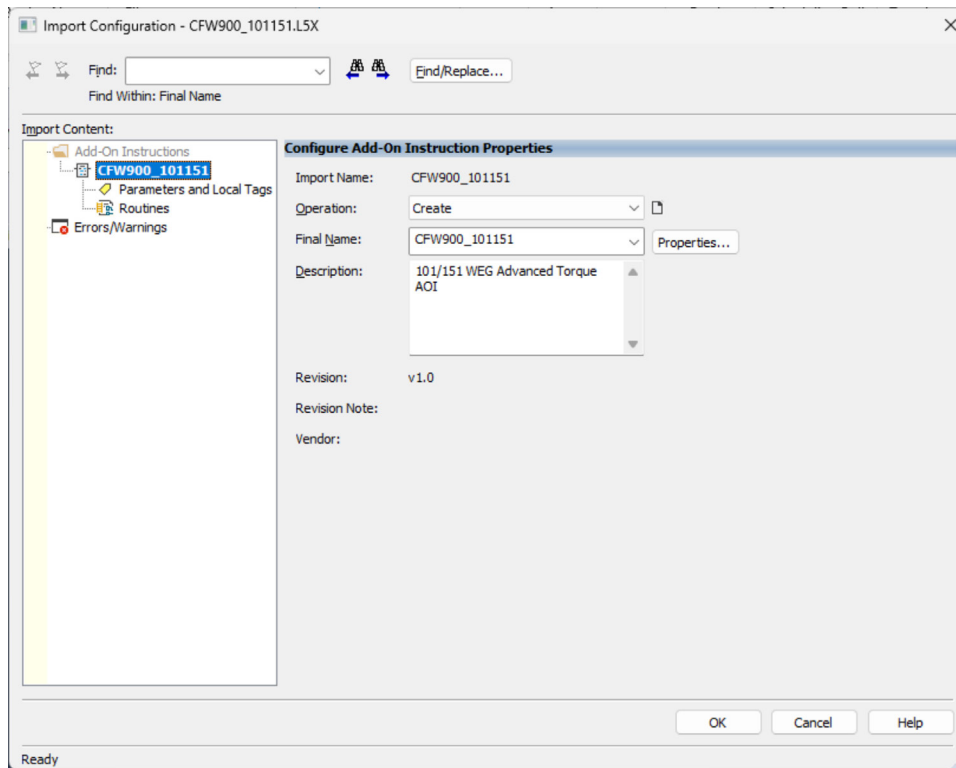 Import Configuration - CFW900_101151.L5X
Find:
Find/Replace...
Find Within: Final Name
Import Content:
Add-On Instructions
CFW900_101151
Parameters and Local Tags
Routines
Errors/Warnings
Configure Add-On Instruction Properties
Import Name: CFW900_101151
Operation: Create
Final Name: CFW900_101151 Properties...
Description: 101/151 WEG Advanced Torque
AOI
Revision: v1.0
Revision Note:
Vendor:
OK Cancel Help
Ready